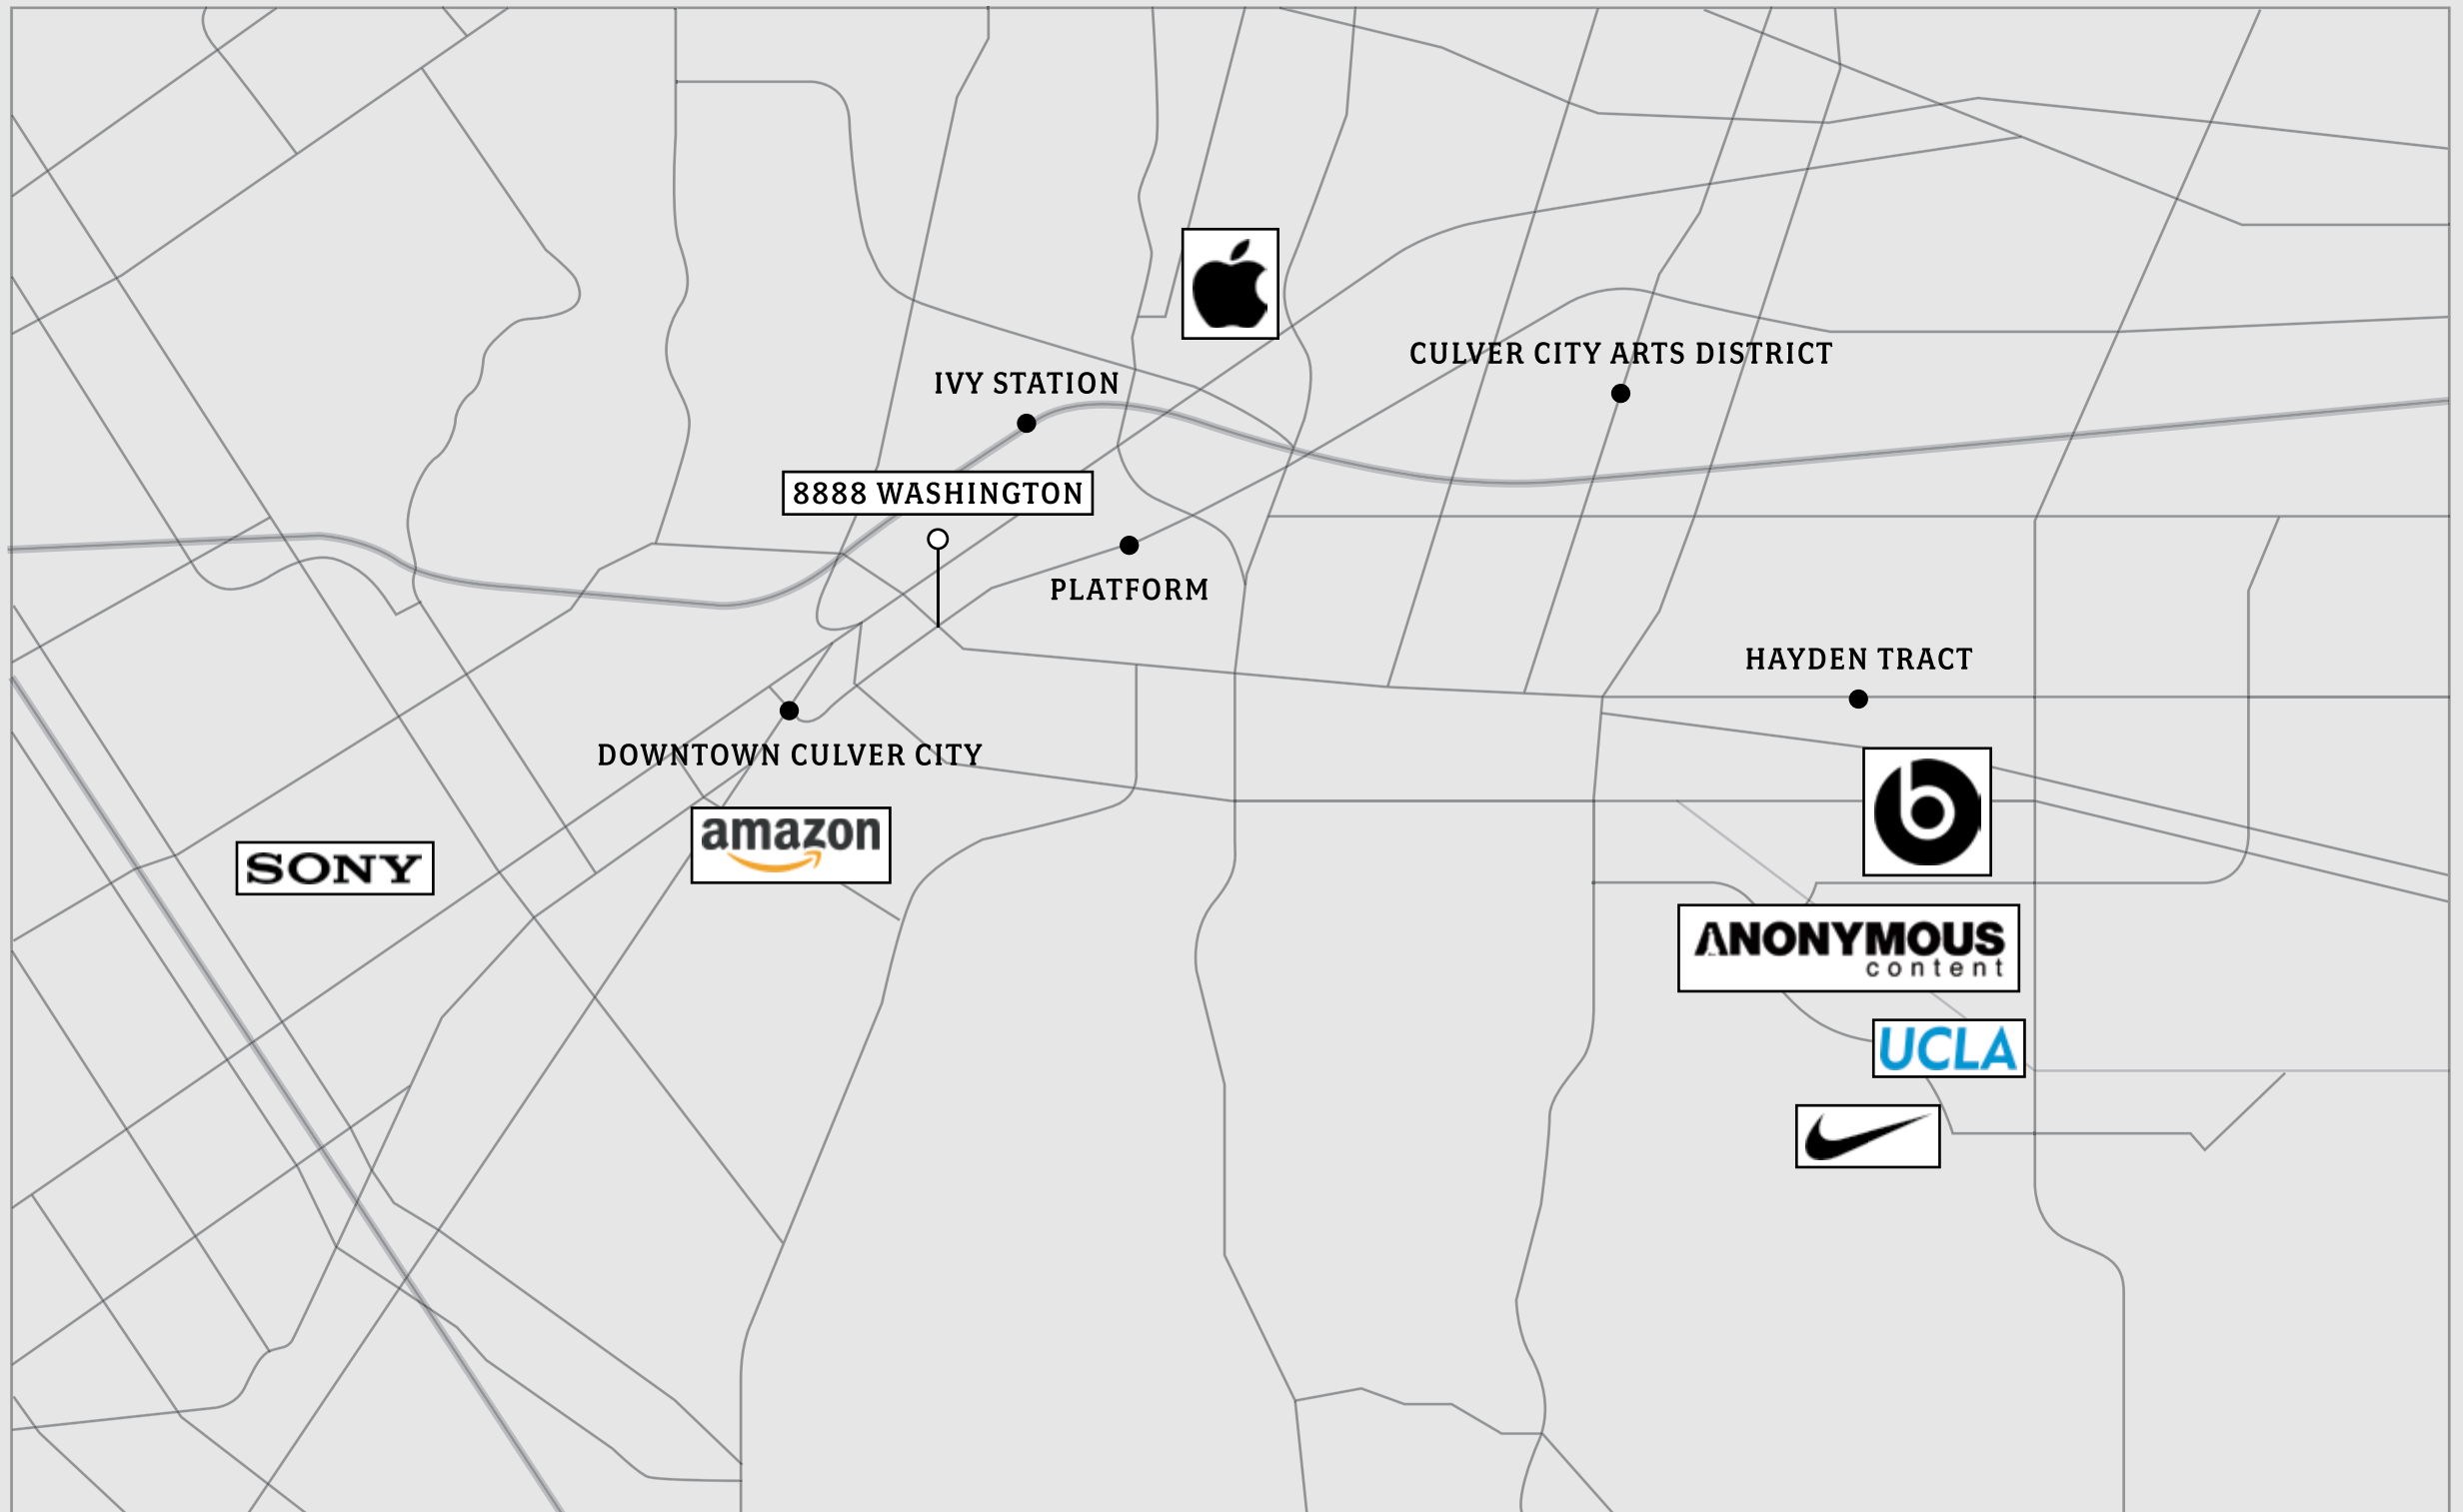 CULVER CITY ARTS DISTRICT
IVY STATION
8888 WASHINGTON
PLATFORM
HAYDEN TRACT
DOWNTOWN CULVER CITY
amazon
SONY
ANONYMOUS
content
UCLA